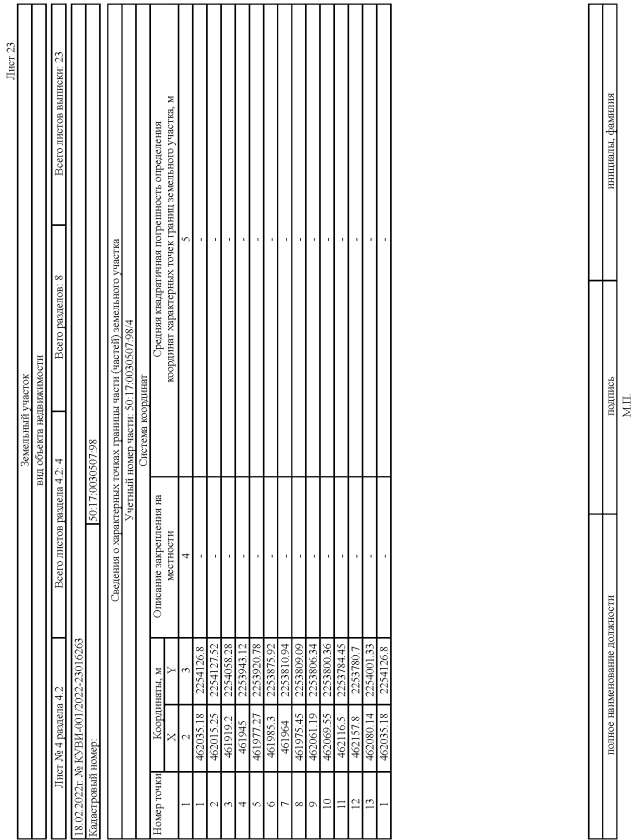 Лист 23
Земельный участок
вид объекта недвижимости
Лист № 4 раздела 4.2 Всего листов раздела 4.2: 4 Всего разделов: 8 Всего листов выписки: 23
18.02.2022г. № КУВИ-001/2022-23016263
Кадастровый номер: 50:17:0030507:98
Сведения о характерных точках границы части (частей) земельного участка
Учетный номер части: 50:17:0030507:98/4
Система координат
Номер точки Координаты, м Описание закрепления на местности Средняя квадратичная погрешность определения координат характерных точек границ земельного участка, м
X Y
1 2 3 4 5
1 462035.18 2254126.8 - -
2 462015.25 2254127.52 - -
3 461919.2 2254058.28 - -
4 461945 2253943.12 - -
5 461977.27 2253920.78 - -
6 461985.3 2253875.92 - -
7 461964 2253810.94 - -
8 461975.45 2253809.09 - -
9 462061.19 2253806.34 - -
10 462069.55 2253800.36 - -
11 462116.5 2253784.45 - -
12 462157.8 2253780.7 - -
13 462080.14 2254001.33 - -
1 462035.18 2254126.8 - -
полное наименование должности подпись инициалы, фамилия
М.П.